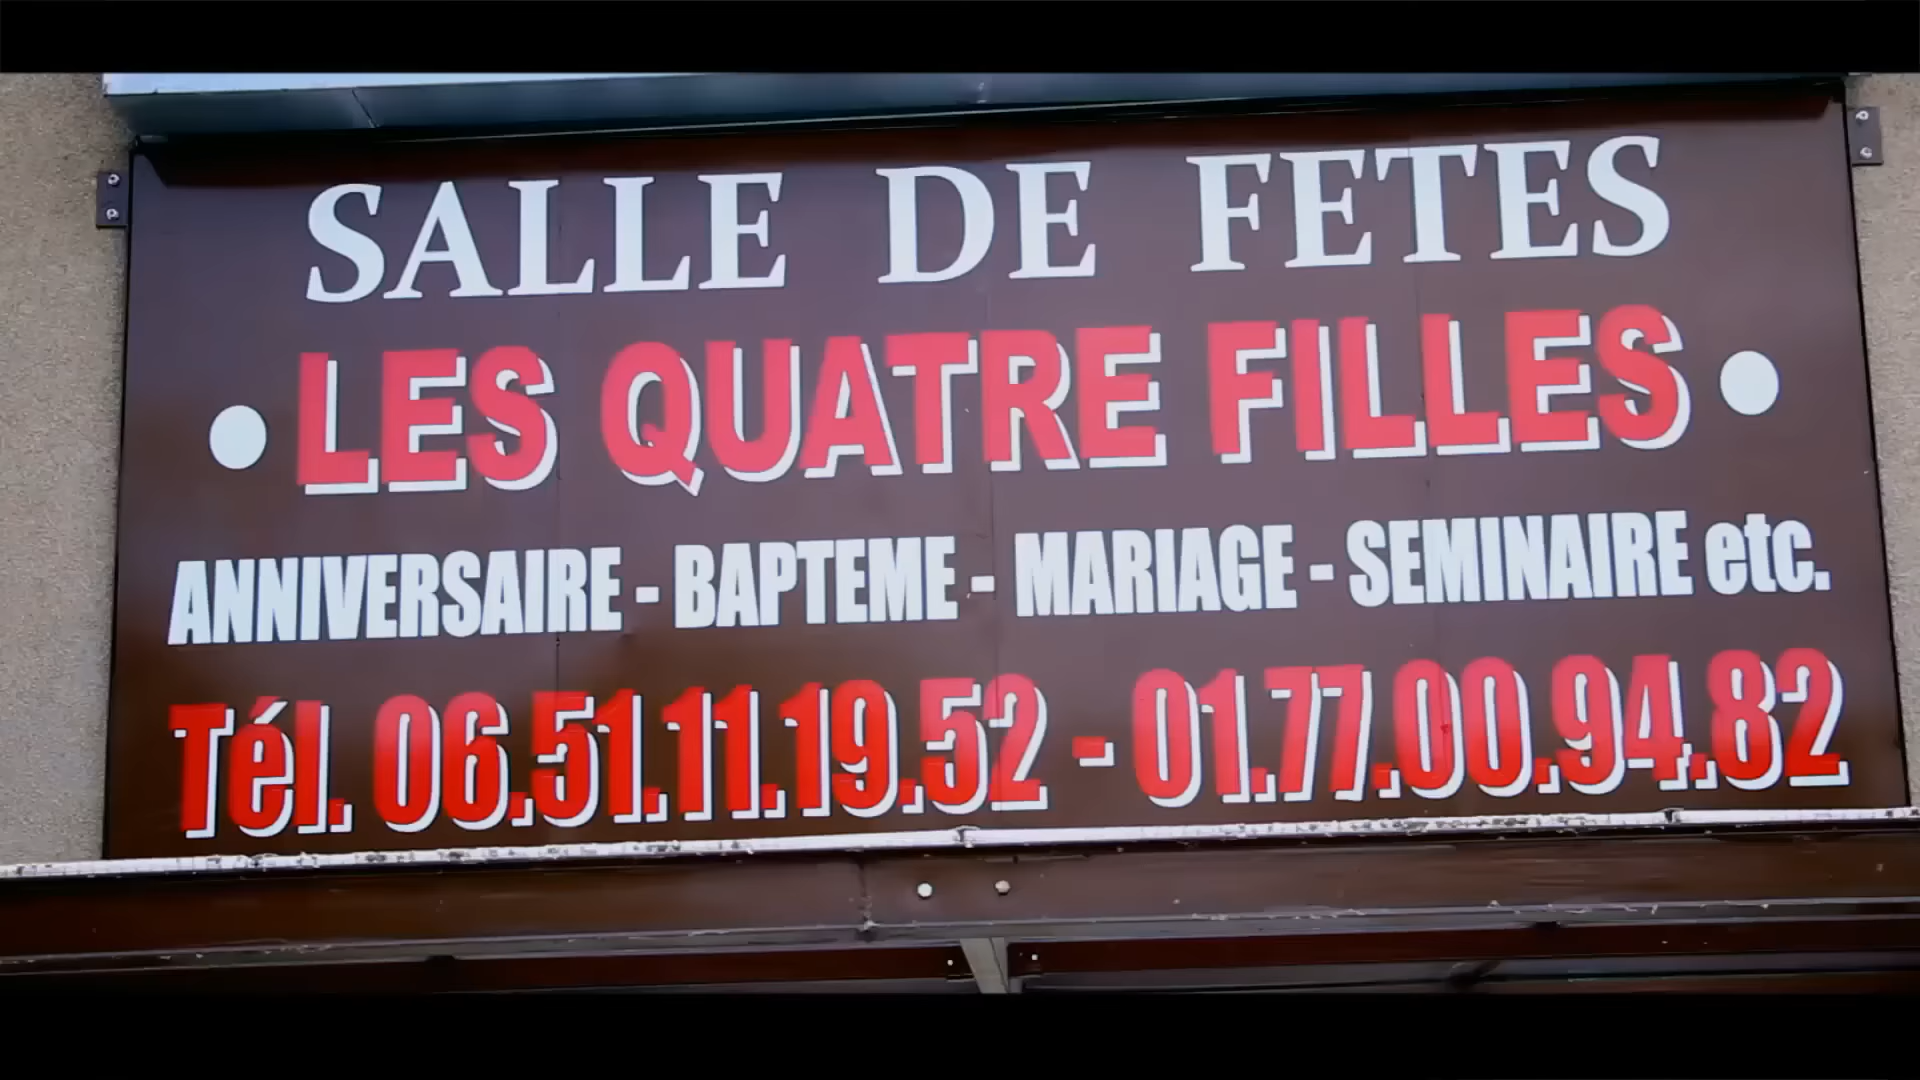 SALLE DE FETES
• LES QUATRE FILLES •
ANNIVERSAIRE - BAPTEME - MARIAGE - SEMINAIRE etc.
Tél. 06.51.11.19.52 - 01.77.00.94.82